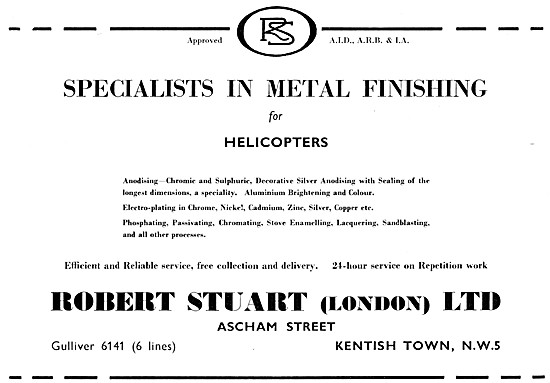 RS
Approved A.I.D., A.R.B. & I.A.
SPECIALISTS IN METAL FINISHING
for
HELICOPTERS
Anodising—Chromic and Sulphuric, Decorative Silver Anodising with Sealing of the
longest dimensions, a speciality. Aluminium Brightening and Colour.
Electro-plating in Chrome, Nickel, Cadmium, Zinc, Silver, Copper etc.
Phosphating, Passivating, Chromating, Stove Enamelling, Lacquering, Sandblasting,
and all other processes.
Efficient and Reliable service, free collection and delivery. 24-hour service on Repetition work
ROBERT STUART (LONDON) LTD
ASCHAM STREET
Gulliver 6141 (6 lines) KENTISH TOWN, N.W.5